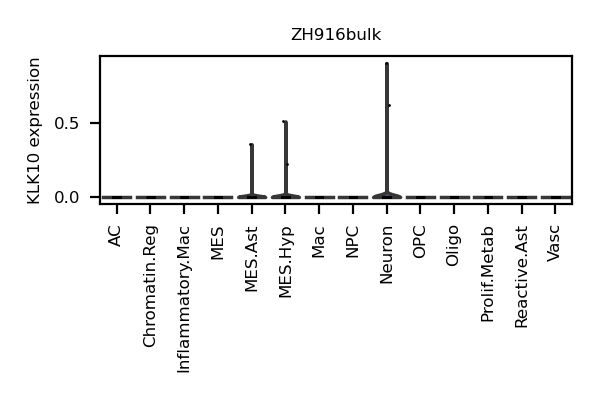 ZH916bulk
KLK10 expression
0.5
0.0
AC
Chromatin.Reg
Inflammatory.Mac
MES
MES.Ast
MES.Hyp
Mac
NPC
Neuron
OPC
Oligo
Prolif.Metab
Reactive.Ast
Vasc